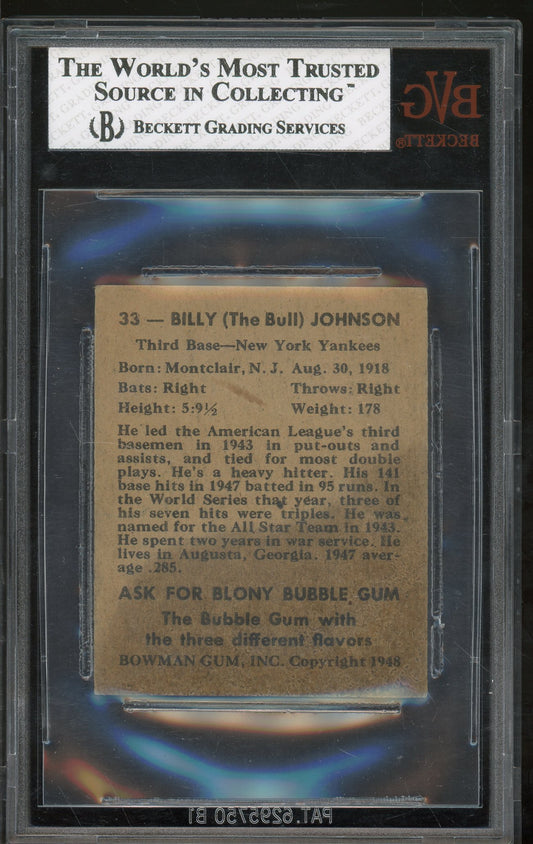 THE WORLD'S MOST TRUSTED
SOURCE IN COLLECTING™
(B) BECKETT GRADING SERVICES
BVG
BECKETT®
33 — BILLY (The Bull) JOHNSON
Third Base—New York Yankees
Born: Montclair, N. J. Aug. 30, 1918
Bats: Right Throws: Right
Height: 5:9½ Weight: 178
He led the American League's third
basemen in 1943 in put-outs and
assists, and tied for most double
plays. He's a heavy hitter. His 141
base hits in 1947 batted in 95 runs. In
the World Series that year, three of
his seven hits were triples. He was
named for the All Star Team in 1943.
He spent two years in war service. He
lives in Augusta, Georgia. 1947 aver-
age .285.
ASK FOR BLONY BUBBLE GUM
The Bubble Gum with
the three different flavors
BOWMAN GUM, INC. Copyright 1948
PAT.6295750 B1